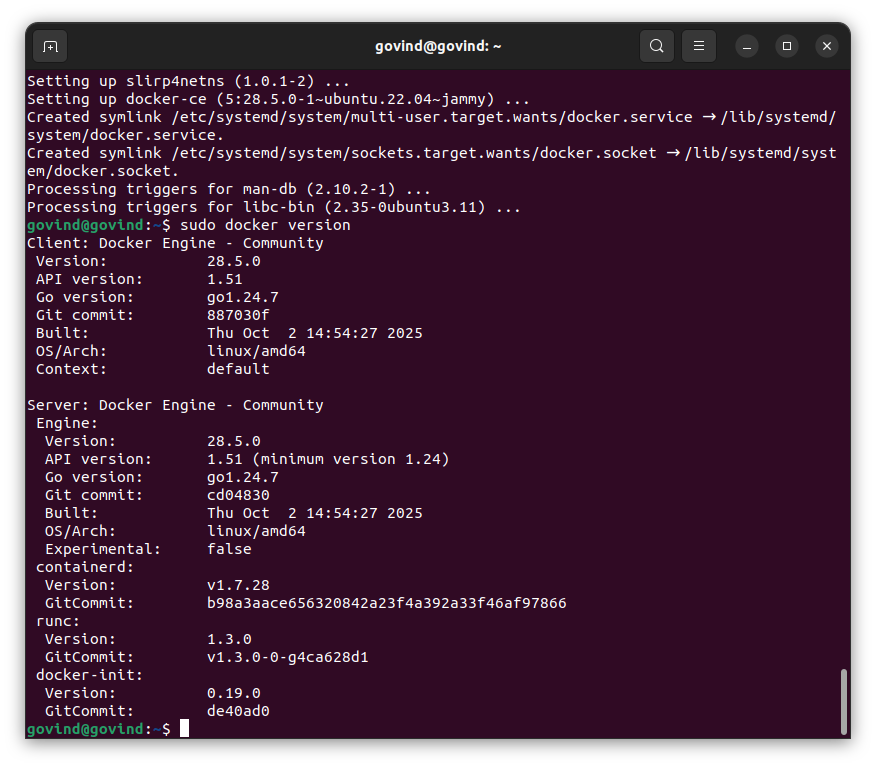 govind@govind: ~
Setting up slirp4netns (1.0.1-2) ...
Setting up docker-ce (5:28.5.0-1~ubuntu.22.04~jammy) ...
Created symlink /etc/systemd/system/multi-user.target.wants/docker.service → /lib/systemd/
system/docker.service.
Created symlink /etc/systemd/system/sockets.target.wants/docker.socket → /lib/systemd/syst
em/docker.socket.
Processing triggers for man-db (2.10.2-1) ...
Processing triggers for libc-bin (2.35-0ubuntu3.11) ...
govind@govind:~$ sudo docker version
Client: Docker Engine - Community
 Version:           28.5.0
 API version:       1.51
 Go version:        go1.24.7
 Git commit:        887030f
 Built:             Thu Oct  2 14:54:27 2025
 OS/Arch:           linux/amd64
 Context:           default

Server: Docker Engine - Community
 Engine:
  Version:          28.5.0
  API version:      1.51 (minimum version 1.24)
  Go version:       go1.24.7
  Git commit:       cd04830
  Built:            Thu Oct  2 14:54:27 2025
  OS/Arch:          linux/amd64
  Experimental:     false
 containerd:
  Version:          v1.7.28
  GitCommit:        b98a3aace656320842a23f4a392a33f46af97866
 runc:
  Version:          1.3.0
  GitCommit:        v1.3.0-0-g4ca628d1
 docker-init:
  Version:          0.19.0
  GitCommit:        de40ad0
govind@govind:~$